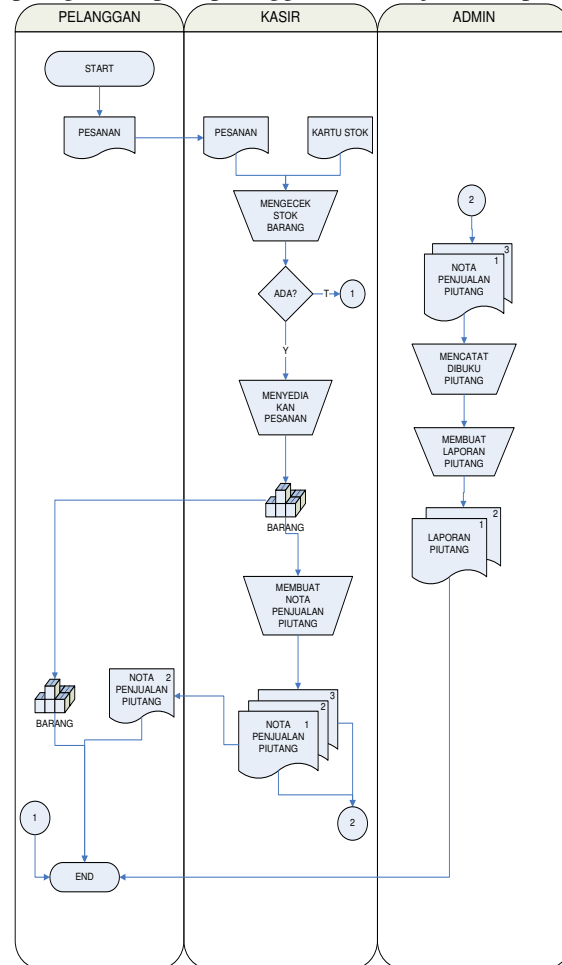 PELANGGAN
KASIR
ADMIN
START
PESANAN
PESANAN
KARTU STOK
MENGECEK
STOK
BARANG
ADA?
T
1
Y
MENYEDIA
KAN
PESANAN
BARANG
MEMBUAT
NOTA
PENJUALAN
PIUTANG
3
2
NOTA 1
PENJUALAN
PIUTANG
2
NOTA 2
PENJUALAN
PIUTANG
BARANG
1
END
2
3
1
NOTA
PENJUALAN
PIUTANG
MENCATAT
DIBUKU
PIUTANG
MEMBUAT
LAPORAN
PIUTANG
2
1
LAPORAN
PIUTANG